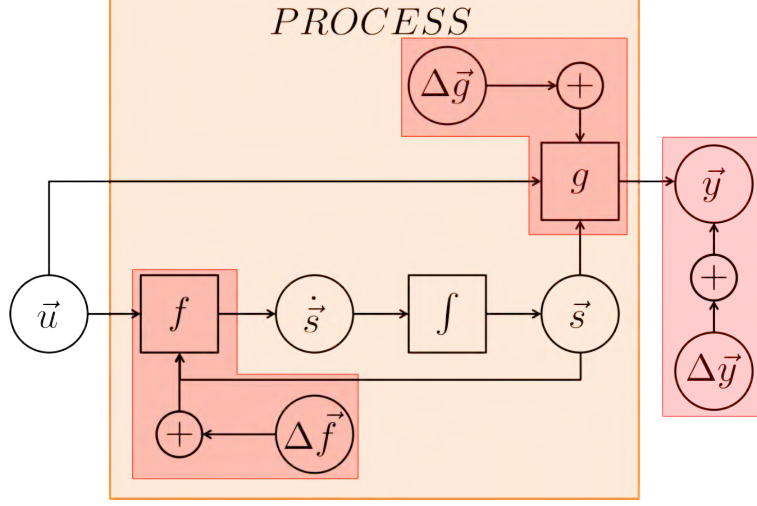 PROCESS
Δg⃗ +
g
y⃗
+
u⃗ f s⃗̇ ∫ s⃗
Δy⃗
+ Δf⃗